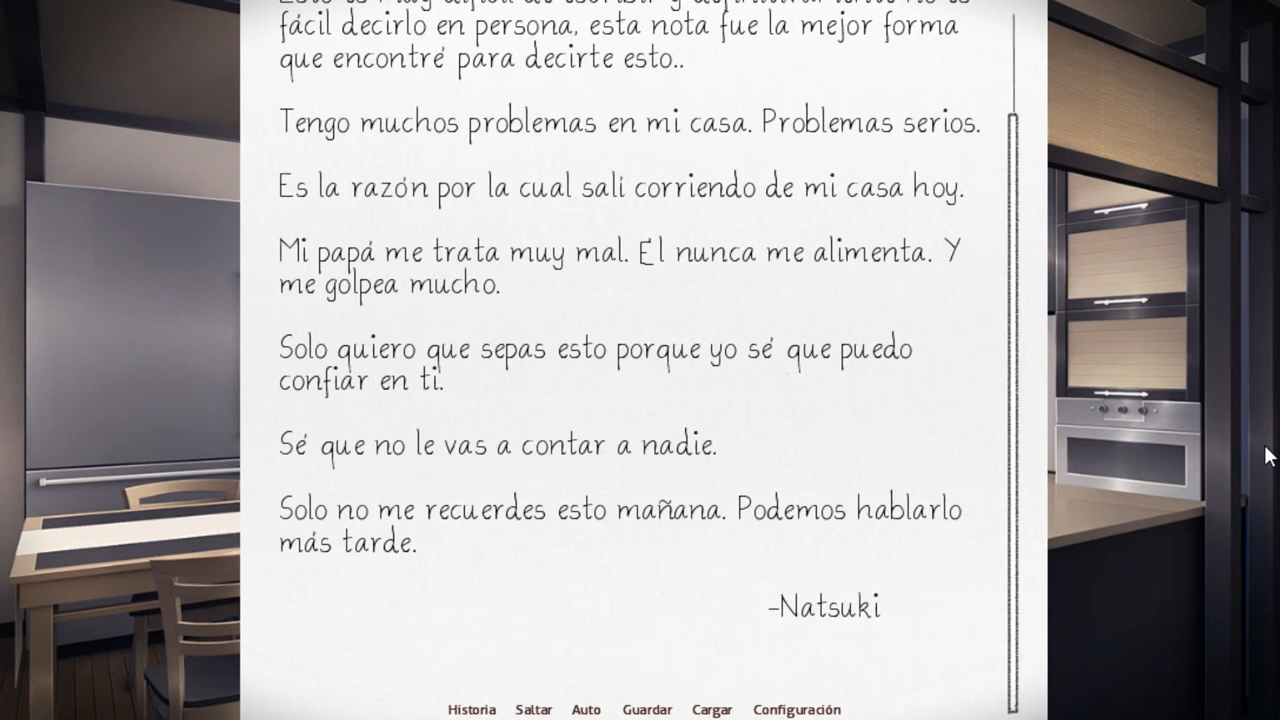 fácil decirlo en persona, esta nota fue la mejor forma
que encontré para decirte esto..
Tengo muchos problemas en mi casa. Problemas serios.
Es la razón por la cual salí corriendo de mi casa hoy.
Mi papá me trata muy mal. Él nunca me alimenta. Y
me golpea mucho.
Solo quiero que sepas esto porque yo sé que puedo
confiar en ti.
Sé que no le vas a contar a nadie.
Solo no me recuerdes esto mañana. Podemos hablarlo
más tarde.
-Natsuki
Historia Saltar Auto Guardar Cargar Configuración